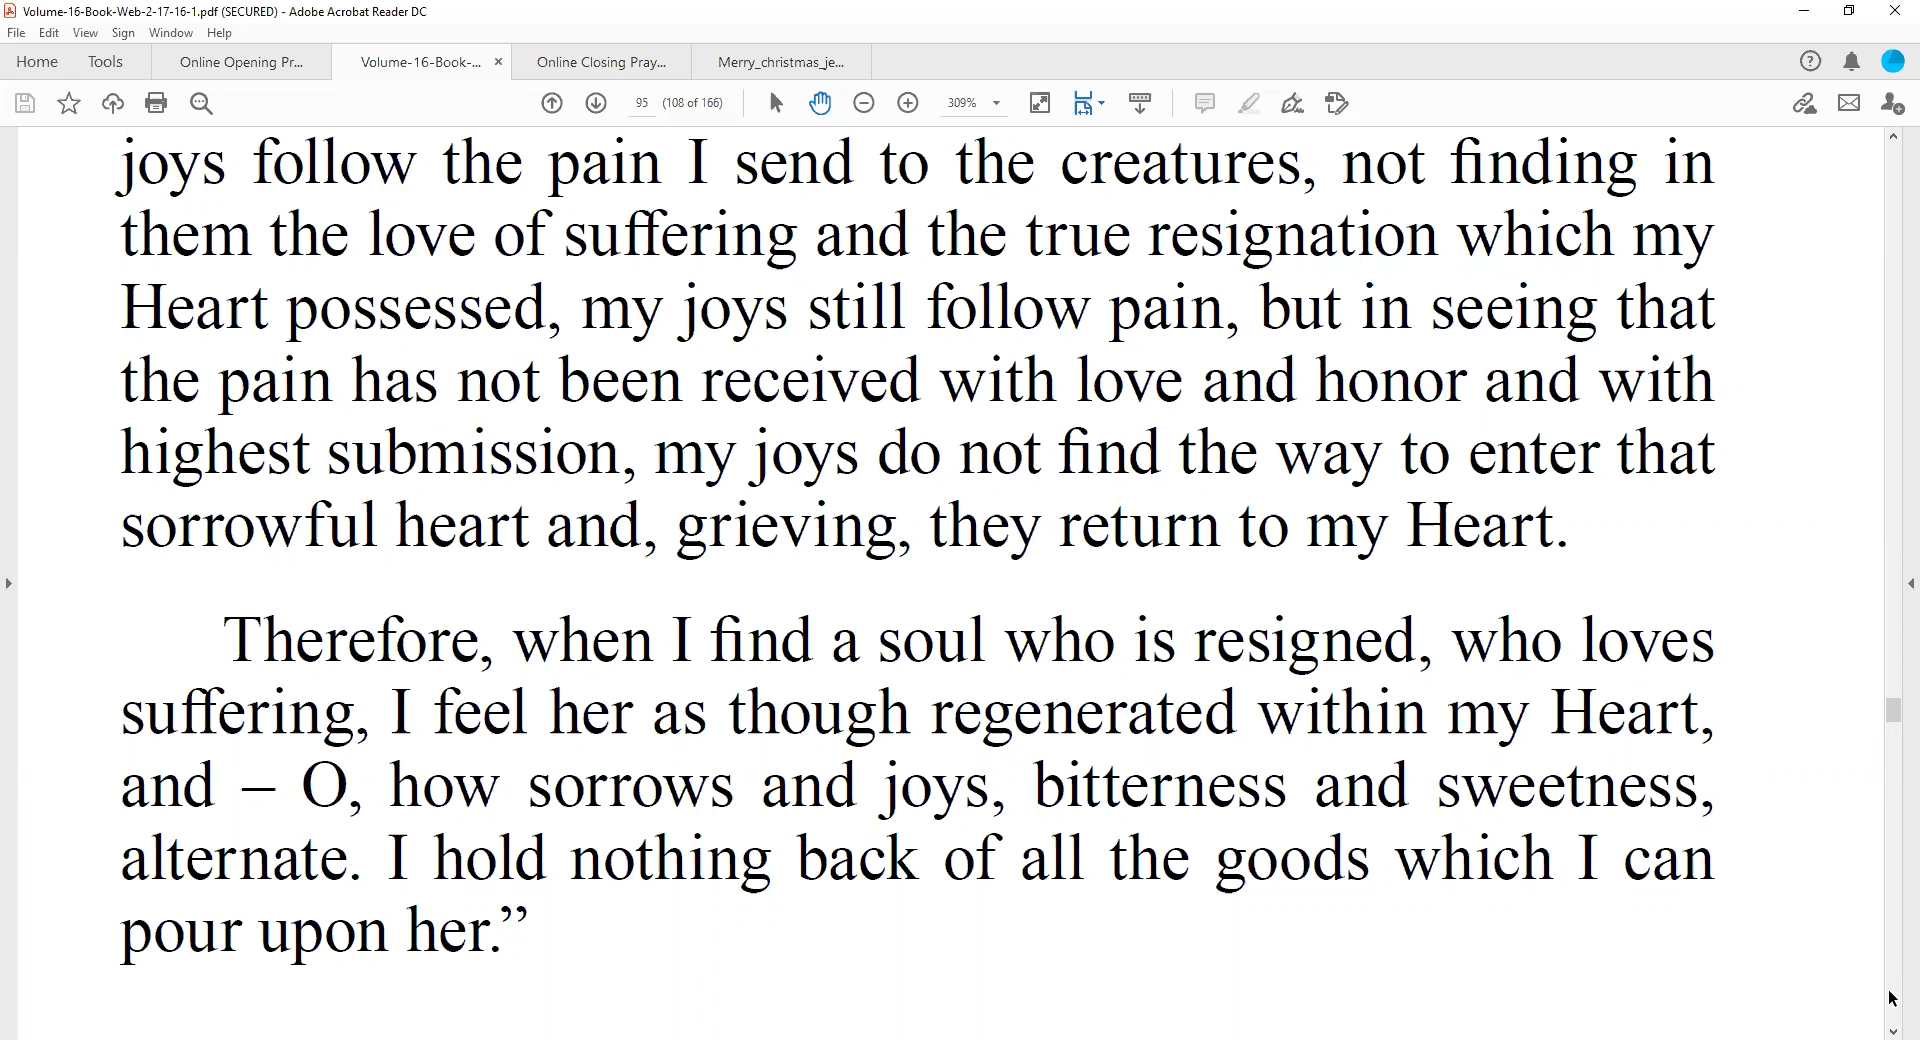 Volume-16-Book-Web-2-17-16-1.pdf (SECURED) - Adobe Acrobat Reader DC
File Edit View Sign Window Help
Home Tools Online Opening Pr... Volume-16-Book-... × Online Closing Pray... Merry_christmas_je...
95 (108 of 166) 309%
joys follow the pain I send to the creatures, not finding in
them the love of suffering and the true resignation which my
Heart possessed, my joys still follow pain, but in seeing that
the pain has not been received with love and honor and with
highest submission, my joys do not find the way to enter that
sorrowful heart and, grieving, they return to my Heart.
Therefore, when I find a soul who is resigned, who loves
suffering, I feel her as though regenerated within my Heart,
and – O, how sorrows and joys, bitterness and sweetness,
alternate. I hold nothing back of all the goods which I can
pour upon her.”